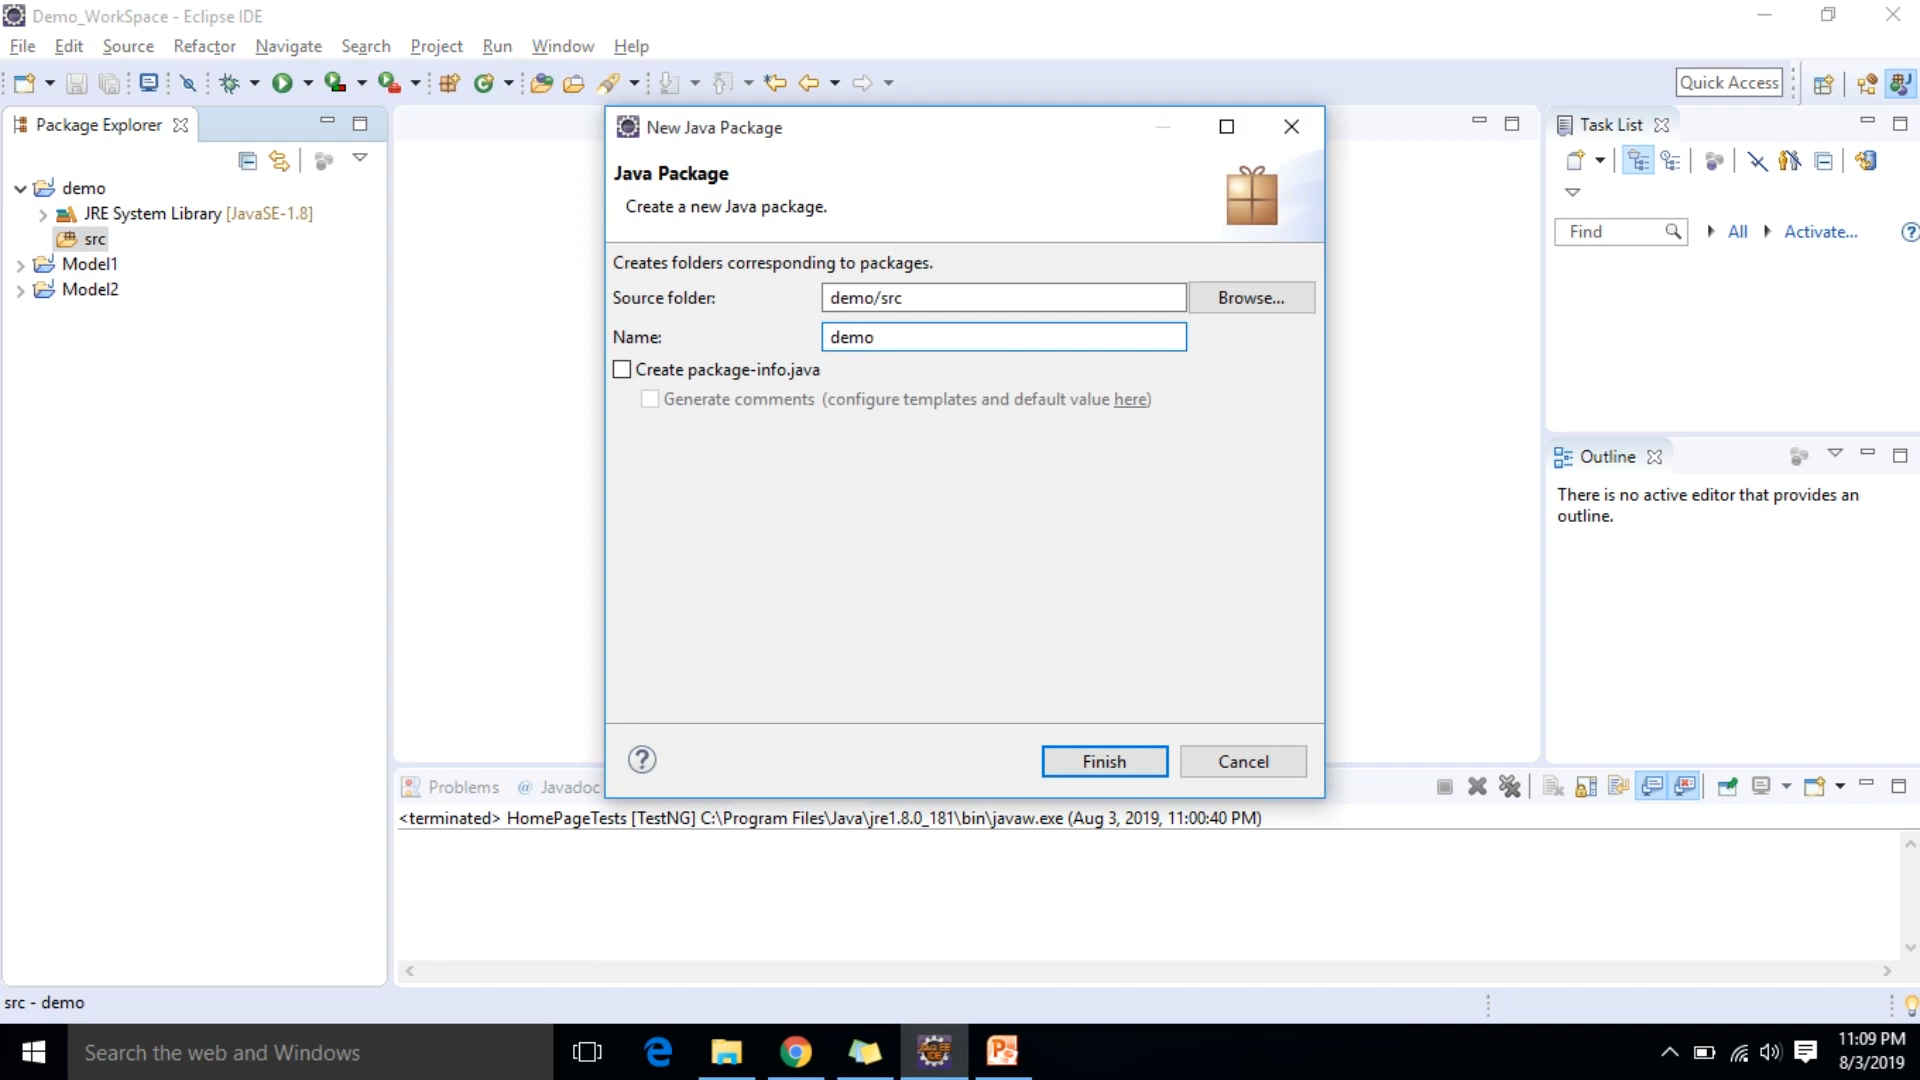 Demo_WorkSpace - Eclipse IDE
File Edit Source Refactor Navigate Search Project Run Window Help
Quick Access
Package Explorer
demo
JRE System Library [JavaSE-1.8]
src
Model1
Model2
New Java Package
Java Package
Create a new Java package.
Creates folders corresponding to packages.
Source folder: demo/src Browse...
Name: demo
Create package-info.java
Generate comments (configure templates and default value here)
Finish Cancel
Task List
Find All Activate...
Outline
There is no active editor that provides an
outline.
Problems @ Javadoc
<terminated> HomePageTests [TestNG] C:\Program Files\Java\jre1.8.0_181\bin\javaw.exe (Aug 3, 2019, 11:00:40 PM)
src - demo
Search the web and Windows
11:09 PM
8/3/2019